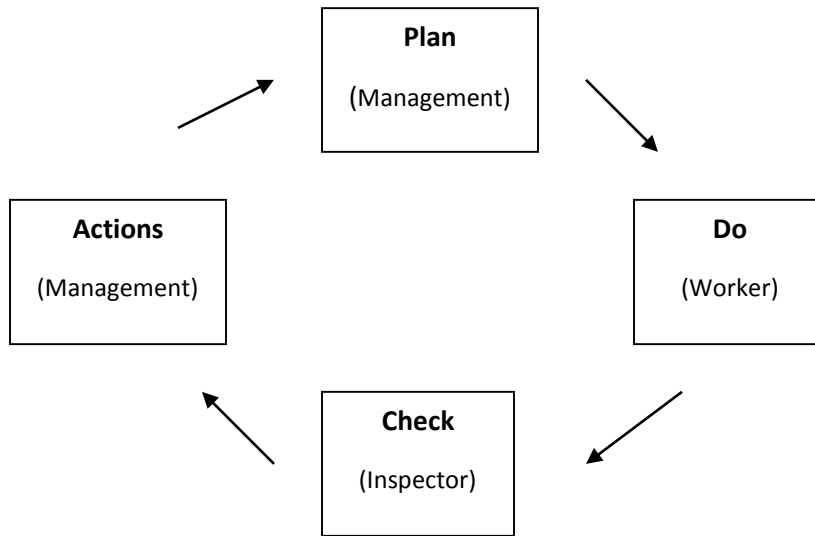 Plan
(Management)
Actions
(Management)
Do
(Worker)
Check
(Inspector)